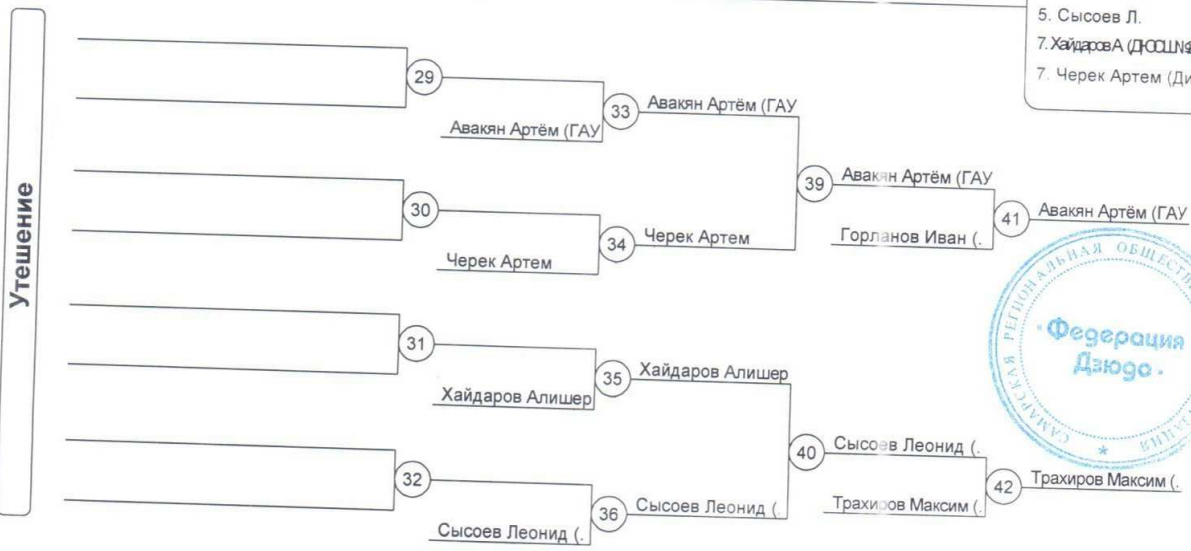 5. Сысоев Л.
7. Хайдаров А
7. Черек Артем (Ди
Утешение
29
Авакян Артём (ГАУ
33
Авакян Артём (ГАУ
30
Черек Артем
34
Черек Артем
39
Авакян Артём (ГАУ
Горланов Иван (.
41
Авакян Артём (ГАУ
31
Хайдаров Алишер
35
Хайдаров Алишер
32
Сысоев Леонид (.
36
Сысоев Леонид (.
40
Сысоев Леонид (.
Трахиров Максим (.
42
Трахиров Максим (.
САМАРСКАЯ РЕГИОНАЛЬНАЯ
Федерация
Дзюдо